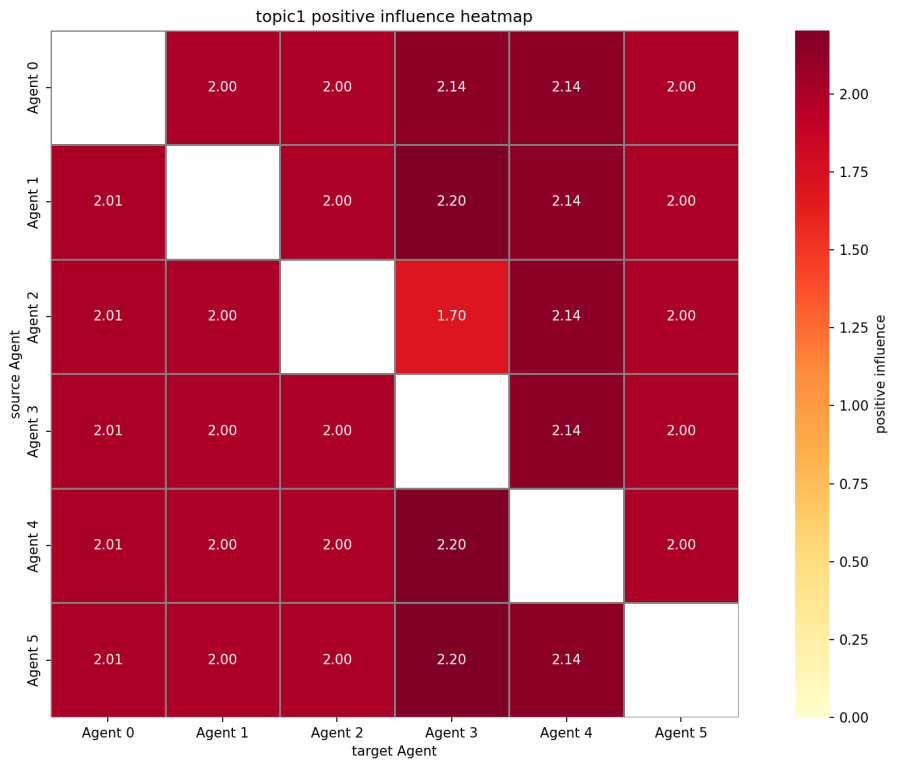 topic1 positive influence heatmap
Agent 0
2.00
2.00
2.14
2.14
2.00
Agent 1
2.01
2.00
2.20
2.14
2.00
Agent 2
2.01
2.00
1.70
2.14
2.00
Agent 3
2.01
2.00
2.00
2.14
2.00
Agent 4
2.01
2.00
2.00
2.20
2.00
Agent 5
2.01
2.00
2.00
2.20
2.14
source Agent
Agent 0
Agent 1
Agent 2
Agent 3
Agent 4
Agent 5
target Agent
2.00
1.75
1.50
1.25
1.00
0.75
0.50
0.25
0.00
positive influence